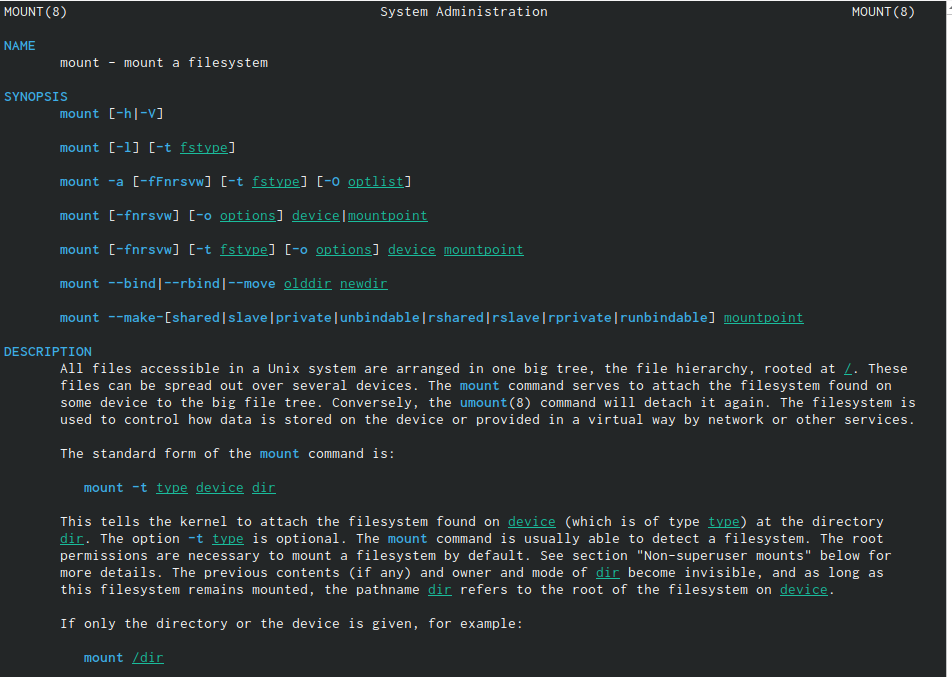 MOUNT(8) System Administration MOUNT(8)
NAME
mount - mount a filesystem
SYNOPSIS
mount [-h|-V]
mount [-l] [-t fstype]
mount -a [-fFnrsvw] [-t fstype] [-O optlist]
mount [-fnrsvw] [-o options] device|mountpoint
mount [-fnrsvw] [-t fstype] [-o options] device mountpoint
mount --bind|--rbind|--move olddir newdir
mount --make-[shared|slave|private|unbindable|rshared|rslave|rprivate|runbindable] mountpoint
DESCRIPTION
All files accessible in a Unix system are arranged in one big tree, the file hierarchy, rooted at /. These
files can be spread out over several devices. The mount command serves to attach the filesystem found on
some device to the big file tree. Conversely, the umount(8) command will detach it again. The filesystem is
used to control how data is stored on the device or provided in a virtual way by network or other services.
The standard form of the mount command is:
mount -t type device dir
This tells the kernel to attach the filesystem found on device (which is of type type) at the directory
dir. The option -t type is optional. The mount command is usually able to detect a filesystem. The root
permissions are necessary to mount a filesystem by default. See section "Non-superuser mounts" below for
more details. The previous contents (if any) and owner and mode of dir become invisible, and as long as
this filesystem remains mounted, the pathname dir refers to the root of the filesystem on device.
If only the directory or the device is given, for example:
mount /dir